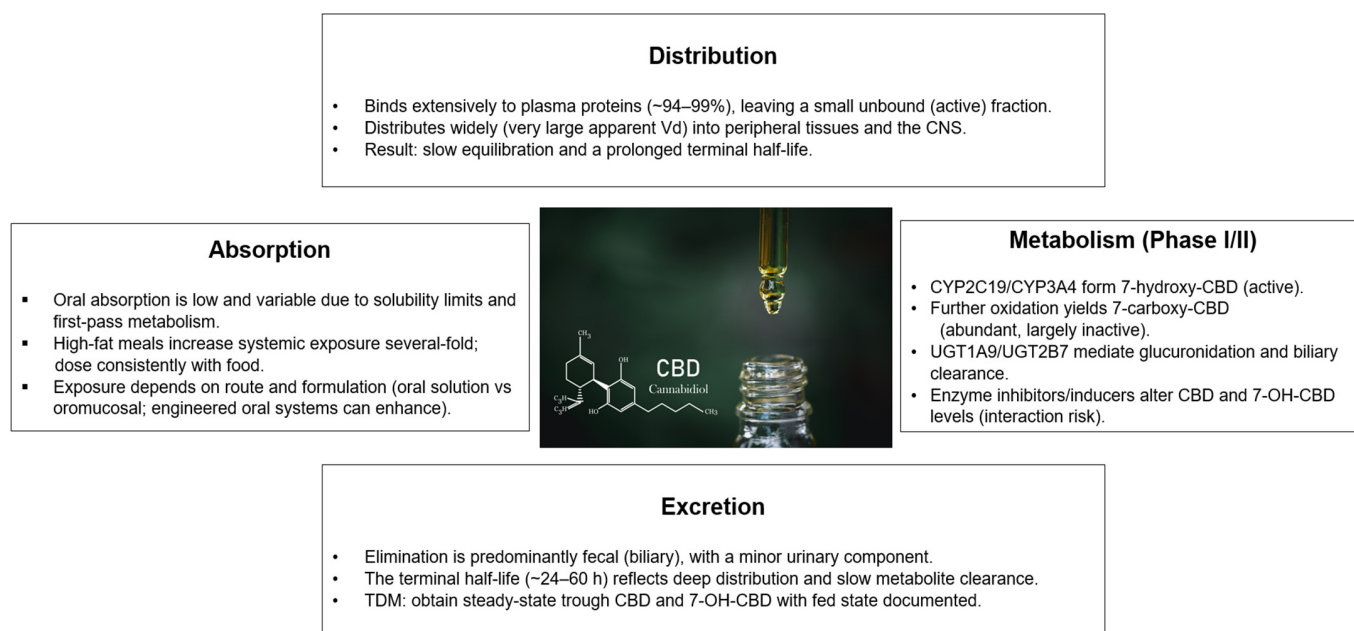 Distribution
• Binds extensively to plasma proteins (~94–99%), leaving a small unbound (active) fraction.
• Distributes widely (very large apparent Vd) into peripheral tissues and the CNS.
• Result: slow equilibration and a prolonged terminal half-life.
Absorption
▪ Oral absorption is low and variable due to solubility limits and
first-pass metabolism.
▪ High-fat meals increase systemic exposure several-fold;
dose consistently with food.
▪ Exposure depends on route and formulation (oral solution vs
oromucosal; engineered oral systems can enhance).
CH₃
OH
CBD
Cannabidiol
C₃H
C₃H
HO
CH₃
Metabolism (Phase I/II)
• CYP2C19/CYP3A4 form 7-hydroxy-CBD (active).
• Further oxidation yields 7-carboxy-CBD
(abundant, largely inactive).
• UGT1A9/UGT2B7 mediate glucuronidation and biliary
clearance.
• Enzyme inhibitors/inducers alter CBD and 7-OH-CBD
levels (interaction risk).
Excretion
• Elimination is predominantly fecal (biliary), with a minor urinary component.
• The terminal half-life (~24–60 h) reflects deep distribution and slow metabolite clearance.
• TDM: obtain steady-state trough CBD and 7-OH-CBD with fed state documented.